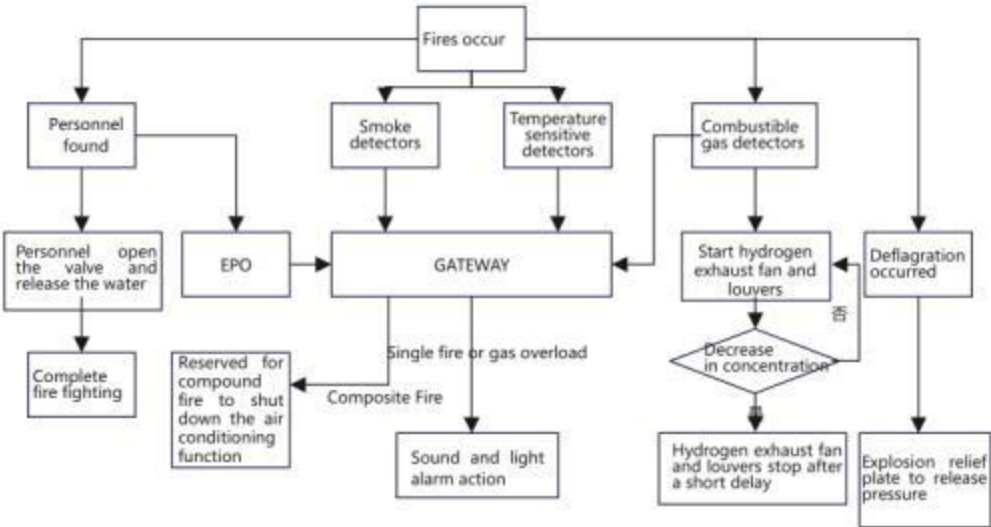 Fires occur
Personnel
found
Smoke
detectors
Temperature
sensitive
detectors
Combustible
gas detectors
Personnel open
the valve and
release the water
EPO
GATEWAY
Start hydrogen
exhaust fan and
louvers
Deflagration
occurred
否
Single fire or gas overload
Decrease
in concentration
Complete
fire fighting
Reserved for
compound
fire to shut
down the air
conditioning
function
Composite Fire
是
Sound and light
alarm action
Hydrogen exhaust fan
and louvers stop after
a short delay
Explosion relief
plate to release
pressure